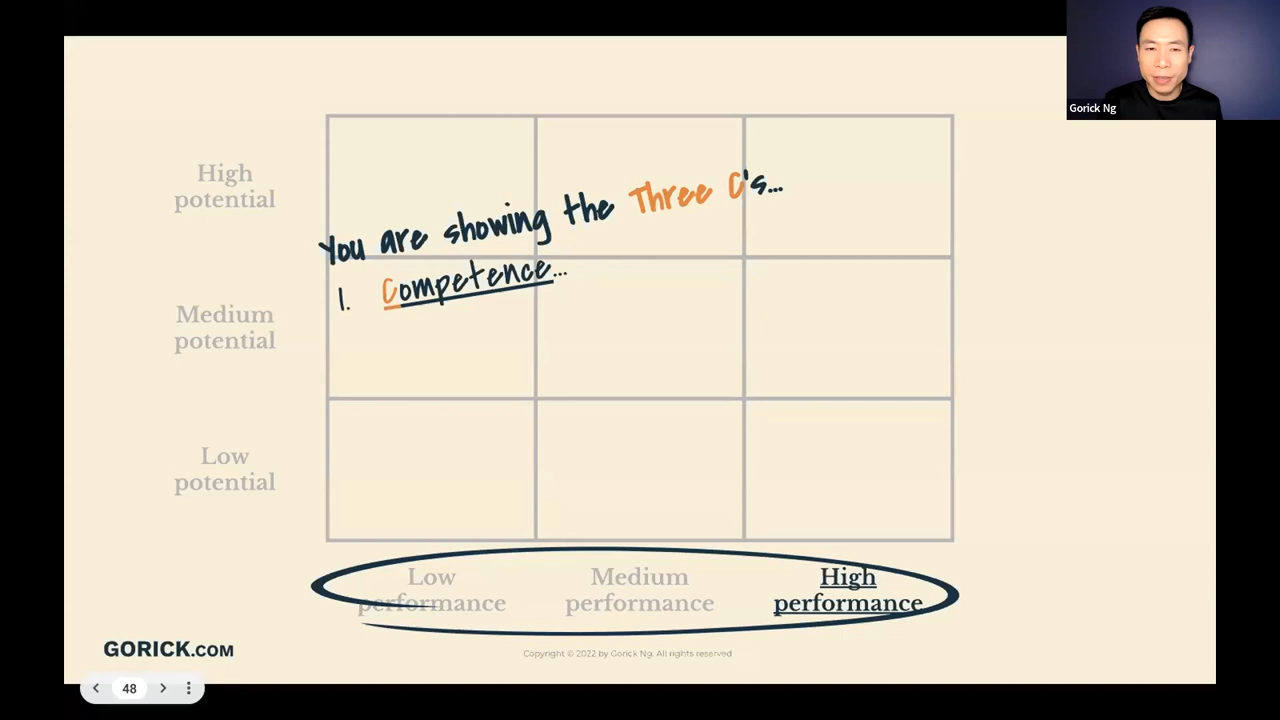 Gorick Ng
High
potential
You are showing the Three C's...
1. Competence...
Medium
potential
Low
potential
Low
performance
Medium
performance
High
performance
GORICK.COM
Copyright © 2022 by Gorick Ng. All rights reserved
48